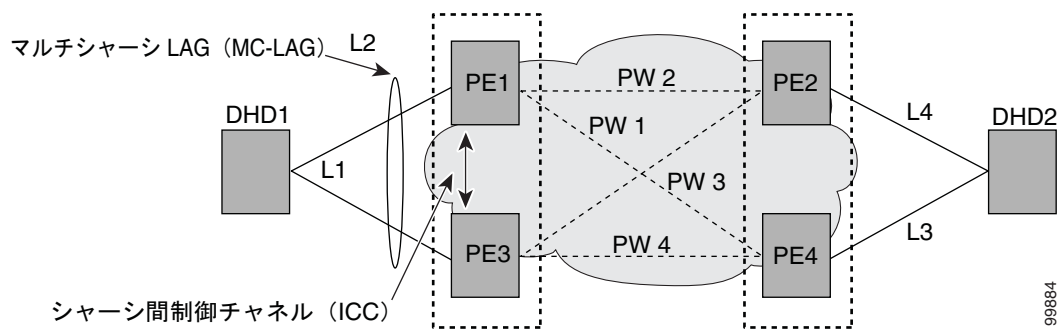 マルチシャーシ LAG（MC-LAG）
L2
DHD1
L1
PE1
PW 2
PE2
PW 1
L4
DHD2
PW 3
PE3
PW 4
PE4
L3
シャーシ間制御チャネル（ICC）
99884